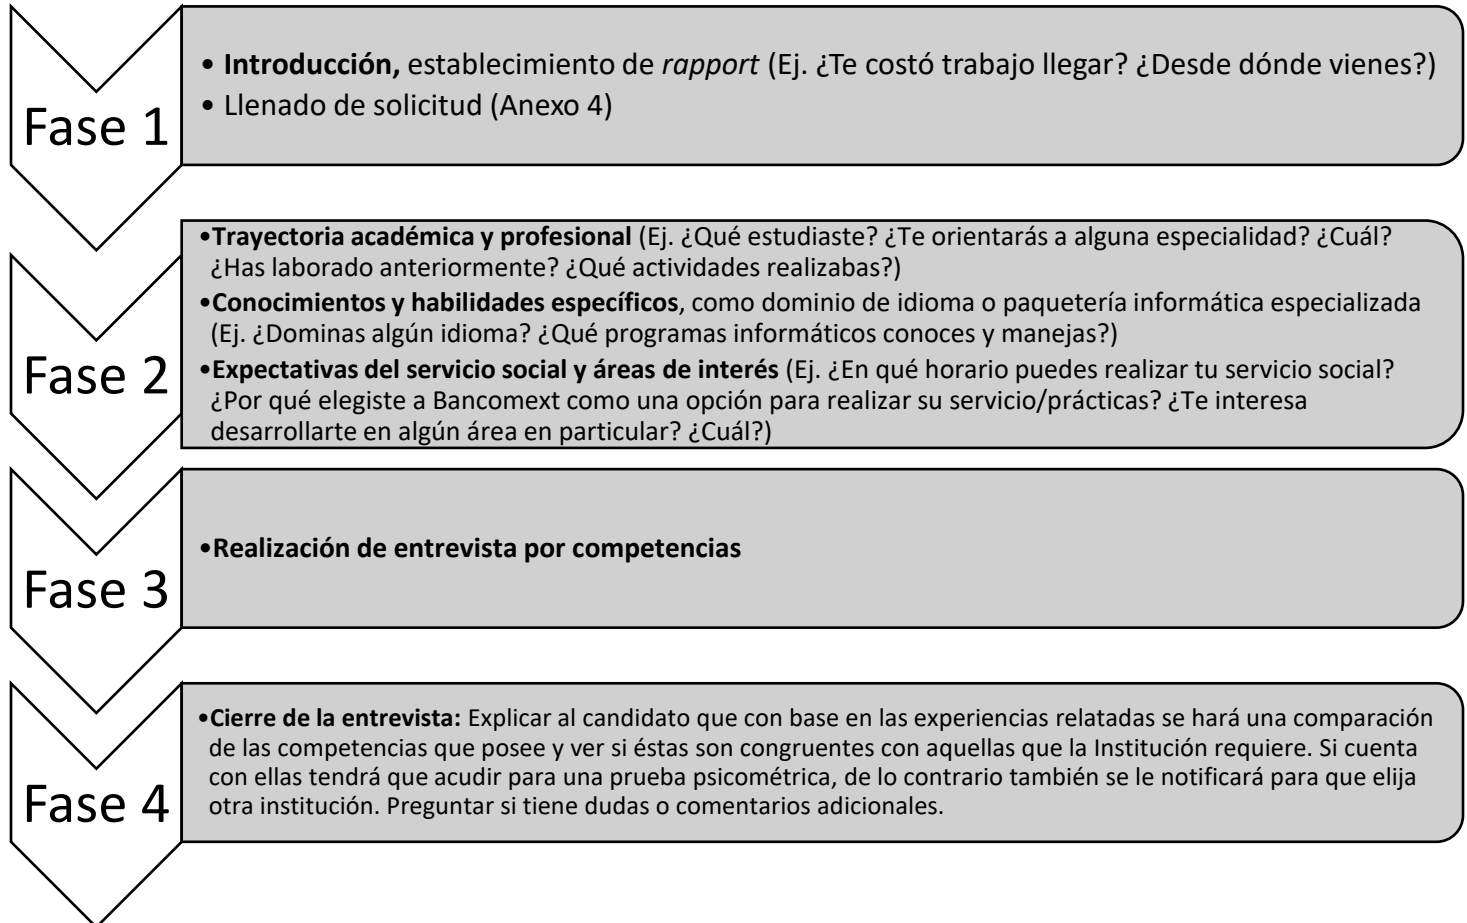 Fase 1
• Introducción, establecimiento de rapport (Ej. ¿Te costó trabajo llegar? ¿Desde dónde vienes?)
• Llenado de solicitud (Anexo 4)
Fase 2
•Trayectoria académica y profesional (Ej. ¿Qué estudiaste? ¿Te orientarás a alguna especialidad? ¿Cuál?
¿Has laborado anteriormente? ¿Qué actividades realizabas?)
•Conocimientos y habilidades específicos, como dominio de idioma o paquetería informática especializada
(Ej. ¿Dominas algún idioma? ¿Qué programas informáticos conoces y manejas?)
•Expectativas del servicio social y áreas de interés (Ej. ¿En qué horario puedes realizar tu servicio social?
¿Por qué elegiste a Bancomext como una opción para realizar su servicio/prácticas? ¿Te interesa
desarrollarte en algún área en particular? ¿Cuál?)
Fase 3
•Realización de entrevista por competencias
Fase 4
•Cierre de la entrevista: Explicar al candidato que con base en las experiencias relatadas se hará una comparación
de las competencias que posee y ver si éstas son congruentes con aquellas que la Institución requiere. Si cuenta
con ellas tendrá que acudir para una prueba psicométrica, de lo contrario también se le notificará para que elija
otra institución. Preguntar si tiene dudas o comentarios adicionales.